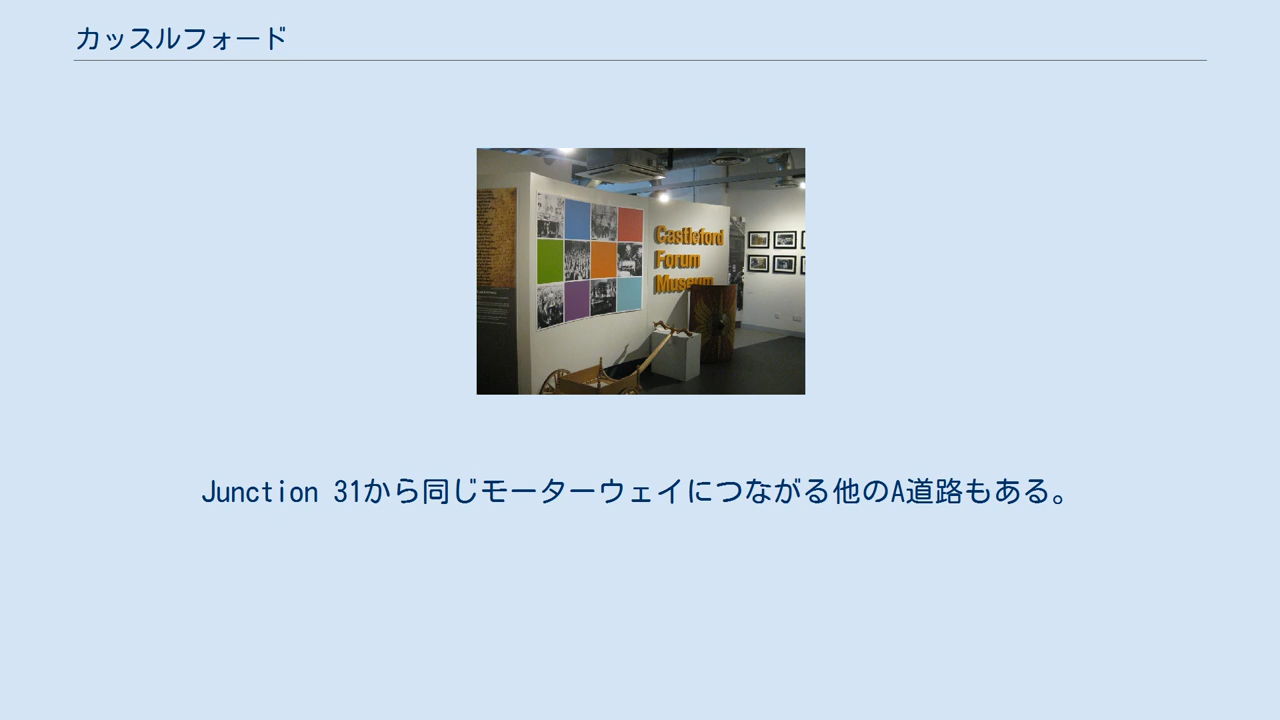 カッスルフォード
Castleford
Forum
Museum
Junction 31から同じモーターウェイにつながる他のA道路もある。